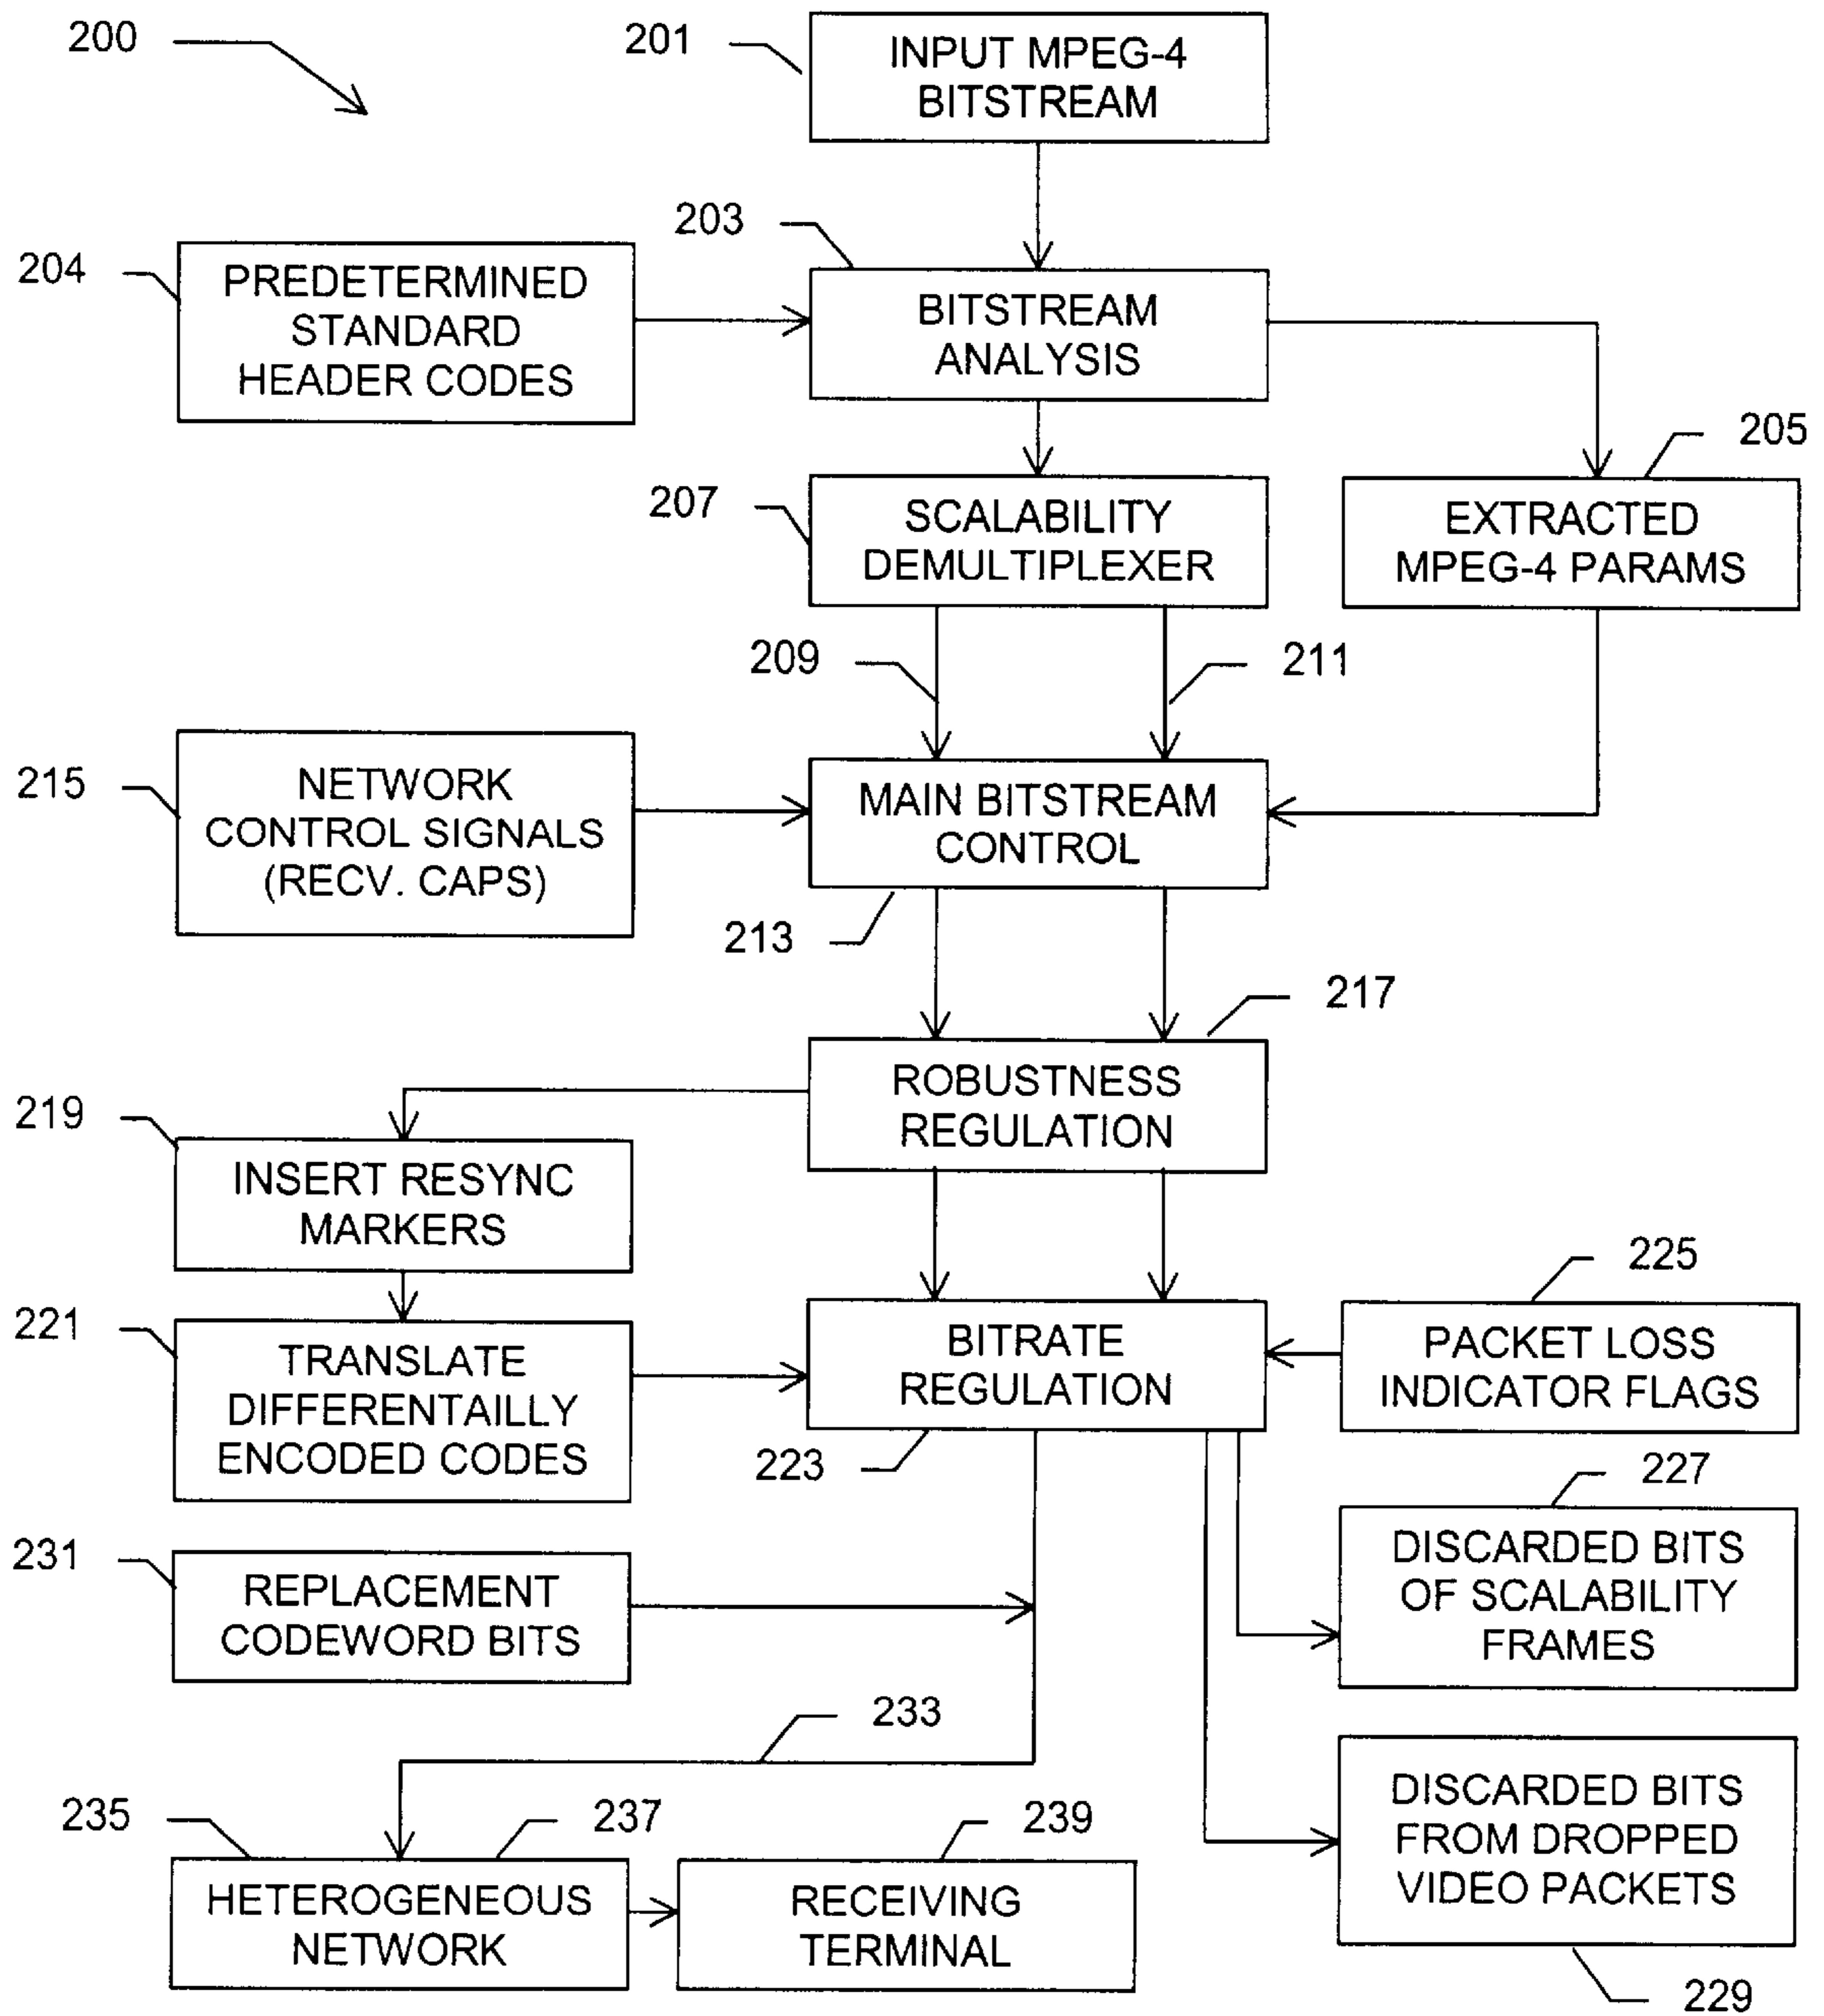 200
201
INPUT MPEG-4
BITSTREAM
203
204
PREDETERMINED
STANDARD
HEADER CODES
BITSTREAM
ANALYSIS
205
207
SCALABILITY
DEMULTIPLEXER
EXTRACTED
MPEG-4 PARAMS
209
211
215
NETWORK
CONTROL SIGNALS
(RECV. CAPS)
MAIN BITSTREAM
CONTROL
213
217
ROBUSTNESS
REGULATION
219
INSERT RESYNC
MARKERS
221
TRANSLATE
DIFFERENTAILLY
ENCODED CODES
BITRATE
REGULATION
223
225
PACKET LOSS
INDICATOR FLAGS
227
DISCARDED BITS
OF SCALABILITY
FRAMES
231
REPLACEMENT
CODEWORD BITS
233
DISCARDED BITS
FROM DROPPED
VIDEO PACKETS
229
235
237
HETEROGENEOUS
NETWORK
239
RECEIVING
TERMINAL